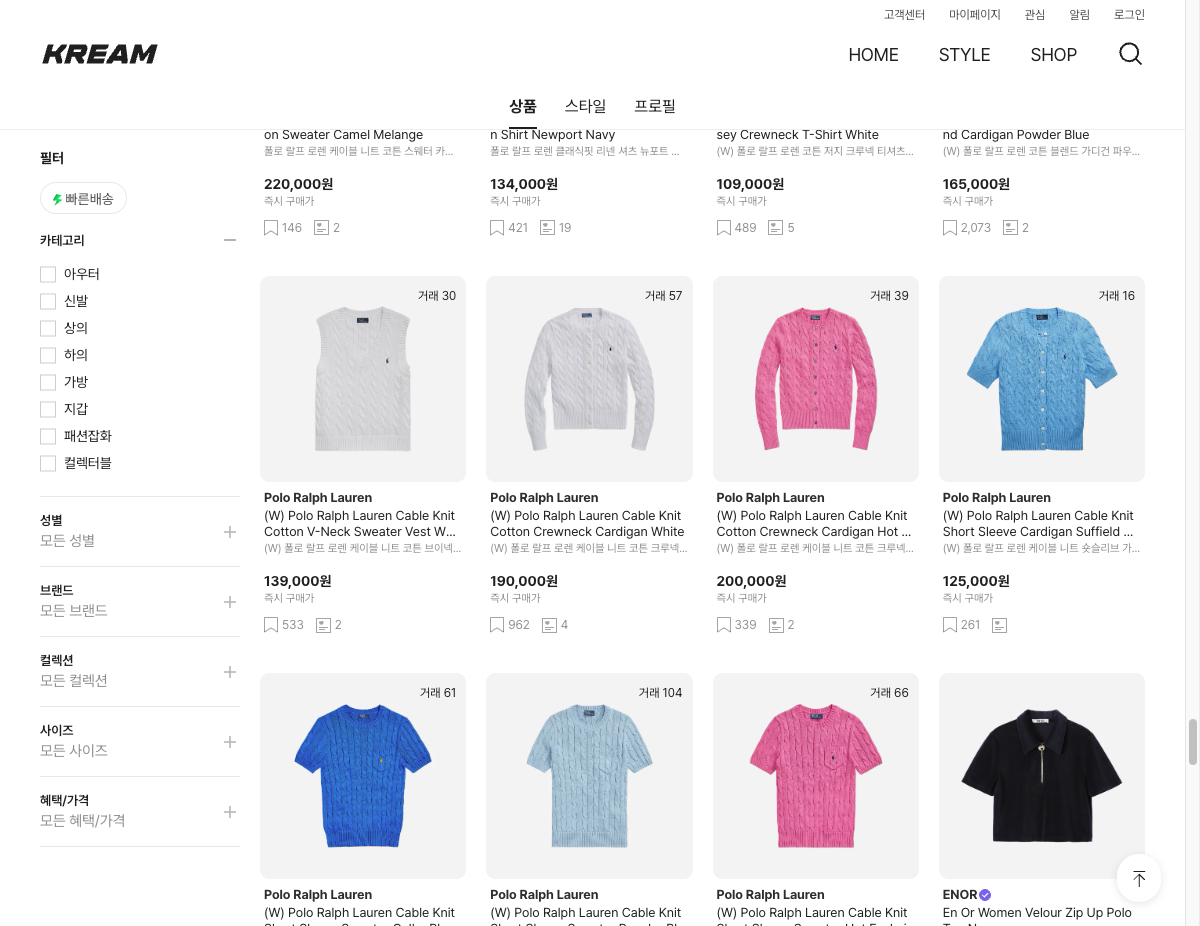 고객센터 마이페이지 관심 알림 로그인
KREAM
HOME STYLE SHOP
상품 스타일 프로필
필터
빠른배송
카테고리
아우터
신발
상의
하의
가방
지갑
패션잡화
컬렉터블
성별
모든 성별
브랜드
모든 브랜드
컬렉션
모든 컬렉션
사이즈
모든 사이즈
혜택/가격
모든 혜택/가격
on Sweater Camel Melange
폴로 랄프 로렌 케이블 니트 코튼 스웨터 카...
220,000원
즉시 구매가
146 2
n Shirt Newport Navy
폴로 랄프 로렌 클래식핏 리넨 셔츠 뉴포트 ...
134,000원
즉시 구매가
421 19
sey Crewneck T-Shirt White
(W) 폴로 랄프 로렌 코튼 저지 크루넥 티셔츠...
109,000원
즉시 구매가
489 5
nd Cardigan Powder Blue
(W) 폴로 랄프 로렌 코튼 블렌드 가디건 파우...
165,000원
즉시 구매가
2,073 2
거래 30
Polo Ralph Lauren
(W) Polo Ralph Lauren Cable Knit
Cotton V-Neck Sweater Vest W...
(W) 폴로 랄프 로렌 케이블 니트 코튼 브이넥...
139,000원
즉시 구매가
533 2
거래 57
Polo Ralph Lauren
(W) Polo Ralph Lauren Cable Knit
Cotton Crewneck Cardigan White
(W) 폴로 랄프 로렌 케이블 니트 코튼 크루넥...
190,000원
즉시 구매가
962 4
거래 39
Polo Ralph Lauren
(W) Polo Ralph Lauren Cable Knit
Cotton Crewneck Cardigan Hot ...
(W) 폴로 랄프 로렌 케이블 니트 코튼 크루넥...
200,000원
즉시 구매가
339 2
거래 16
Polo Ralph Lauren
(W) Polo Ralph Lauren Cable Knit
Short Sleeve Cardigan Suffield ...
(W) 폴로 랄프 로렌 케이블 니트 숏슬리브 가...
125,000원
즉시 구매가
261
거래 61
Polo Ralph Lauren
(W) Polo Ralph Lauren Cable Knit
거래 104
Polo Ralph Lauren
(W) Polo Ralph Lauren Cable Knit
거래 66
Polo Ralph Lauren
(W) Polo Ralph Lauren Cable Knit
ENOR
En Or Women Velour Zip Up Polo